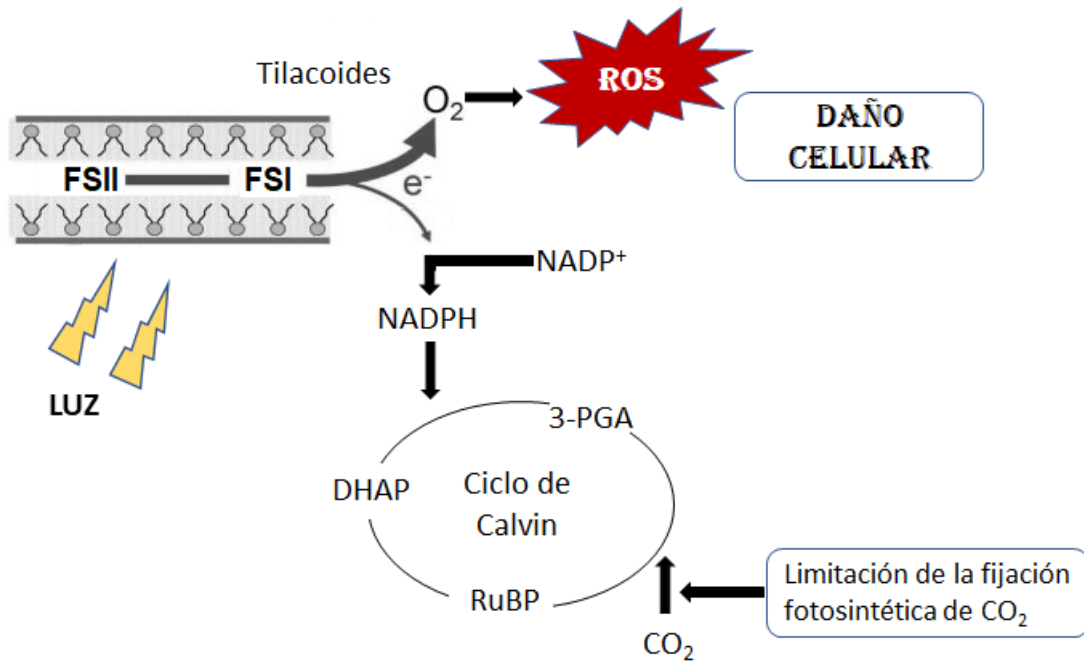 Tilacoides
O₂
ROS
DAÑO
CELULAR
FSII
FSI
e⁻
NADP⁺
NADPH
LUZ
3-PGA
DHAP
Ciclo de
Calvin
RuBP
CO₂
Limitación de la fijación
fotosintética de CO₂